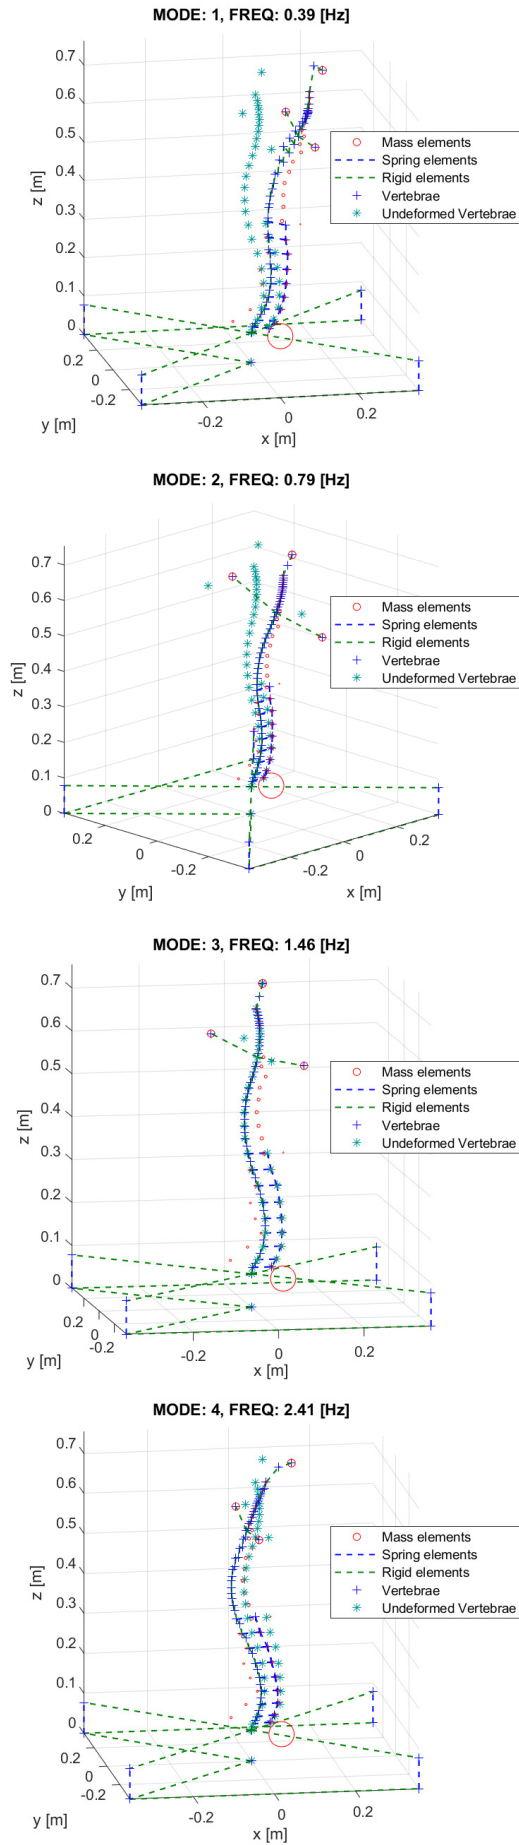 MODE: 1, FREQ: 0.39 [Hz]
0.7
0.6
0.5
0.4
0.3
0.2
0.1
0
z [m]
Mass elements
Spring elements
Rigid elements
Vertebrae
Undeformed Vertebrae
0.2
0
-0.2
y [m]
-0.2
0
0.2
x [m]
MODE: 2, FREQ: 0.79 [Hz]
0.7
0.6
0.5
0.4
0.3
0.2
0.1
0
z [m]
Mass elements
Spring elements
Rigid elements
Vertebrae
Undeformed Vertebrae
0.2
0
-0.2
y [m]
-0.2
0
0.2
x [m]
MODE: 3, FREQ: 1.46 [Hz]
0.7
0.6
0.5
0.4
0.3
0.2
0.1
0
z [m]
Mass elements
Spring elements
Rigid elements
Vertebrae
Undeformed Vertebrae
0.2
0
-0.2
y [m]
-0.2
0
0.2
x [m]
MODE: 4, FREQ: 2.41 [Hz]
0.7
0.6
0.5
0.4
0.3
0.2
0.1
0
z [m]
Mass elements
Spring elements
Rigid elements
Vertebrae
Undeformed Vertebrae
0.2
0
-0.2
y [m]
-0.2
0
0.2
x [m]